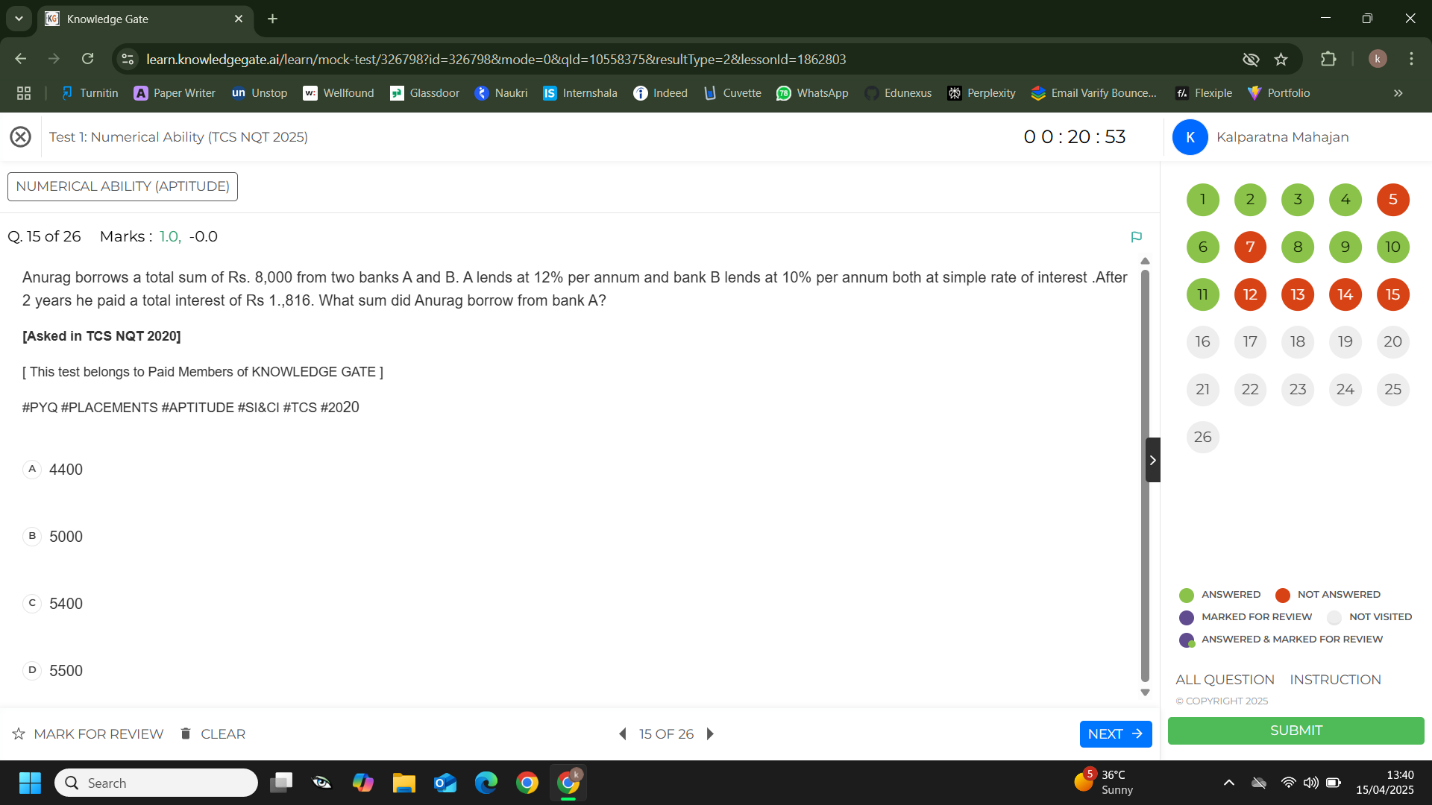 KG Knowledge Gate
learn.knowledgegate.ai/learn/mock-test/326798?id=326798&mode=0&qId=10558375&resultType=2&lessonId=1862803 k
Turnitin A Paper Writer un Unstop w: Wellfound Glassdoor Naukri IS Internshala Indeed Cuvette WhatsApp Edunexus Perplexity Email Varify Bounce... Flexiple Portfolio »
Test 1: Numerical Ability (TCS NQT 2025) 0 0 : 20 : 53 K Kalparatna Mahajan
NUMERICAL ABILITY (APTITUDE)
Q. 15 of 26 Marks : 1.0, -0.0
Anurag borrows a total sum of Rs. 8,000 from two banks A and B. A lends at 12% per annum and bank B lends at 10% per annum both at simple rate of interest .After
2 years he paid a total interest of Rs 1.,816. What sum did Anurag borrow from bank A?
[Asked in TCS NQT 2020]
[ This test belongs to Paid Members of KNOWLEDGE GATE ]
#PYQ #PLACEMENTS #APTITUDE #SI&CI #TCS #2020
A 4400
B 5000
C 5400
D 5500
MARK FOR REVIEW CLEAR 15 OF 26 NEXT →
1 2 3 4 5
6 7 8 9 10
11 12 13 14 15
16 17 18 19 20
21 22 23 24 25
26
ANSWERED NOT ANSWERED
MARKED FOR REVIEW NOT VISITED
ANSWERED & MARKED FOR REVIEW
ALL QUESTION INSTRUCTION
© COPYRIGHT 2025
SUBMIT
Search k 5 36°C 13:40
Sunny 15/04/2025